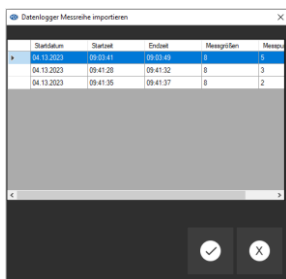 Datenlogger Messreihe importieren
Startdatum Startzeit Endzeit Messgrößen Messpu
04.13.2023 09:03:41 09:03:49 8 5
04.13.2023 09:41:28 09:41:32 8 3
04.13.2023 09:41:35 09:41:37 8 2